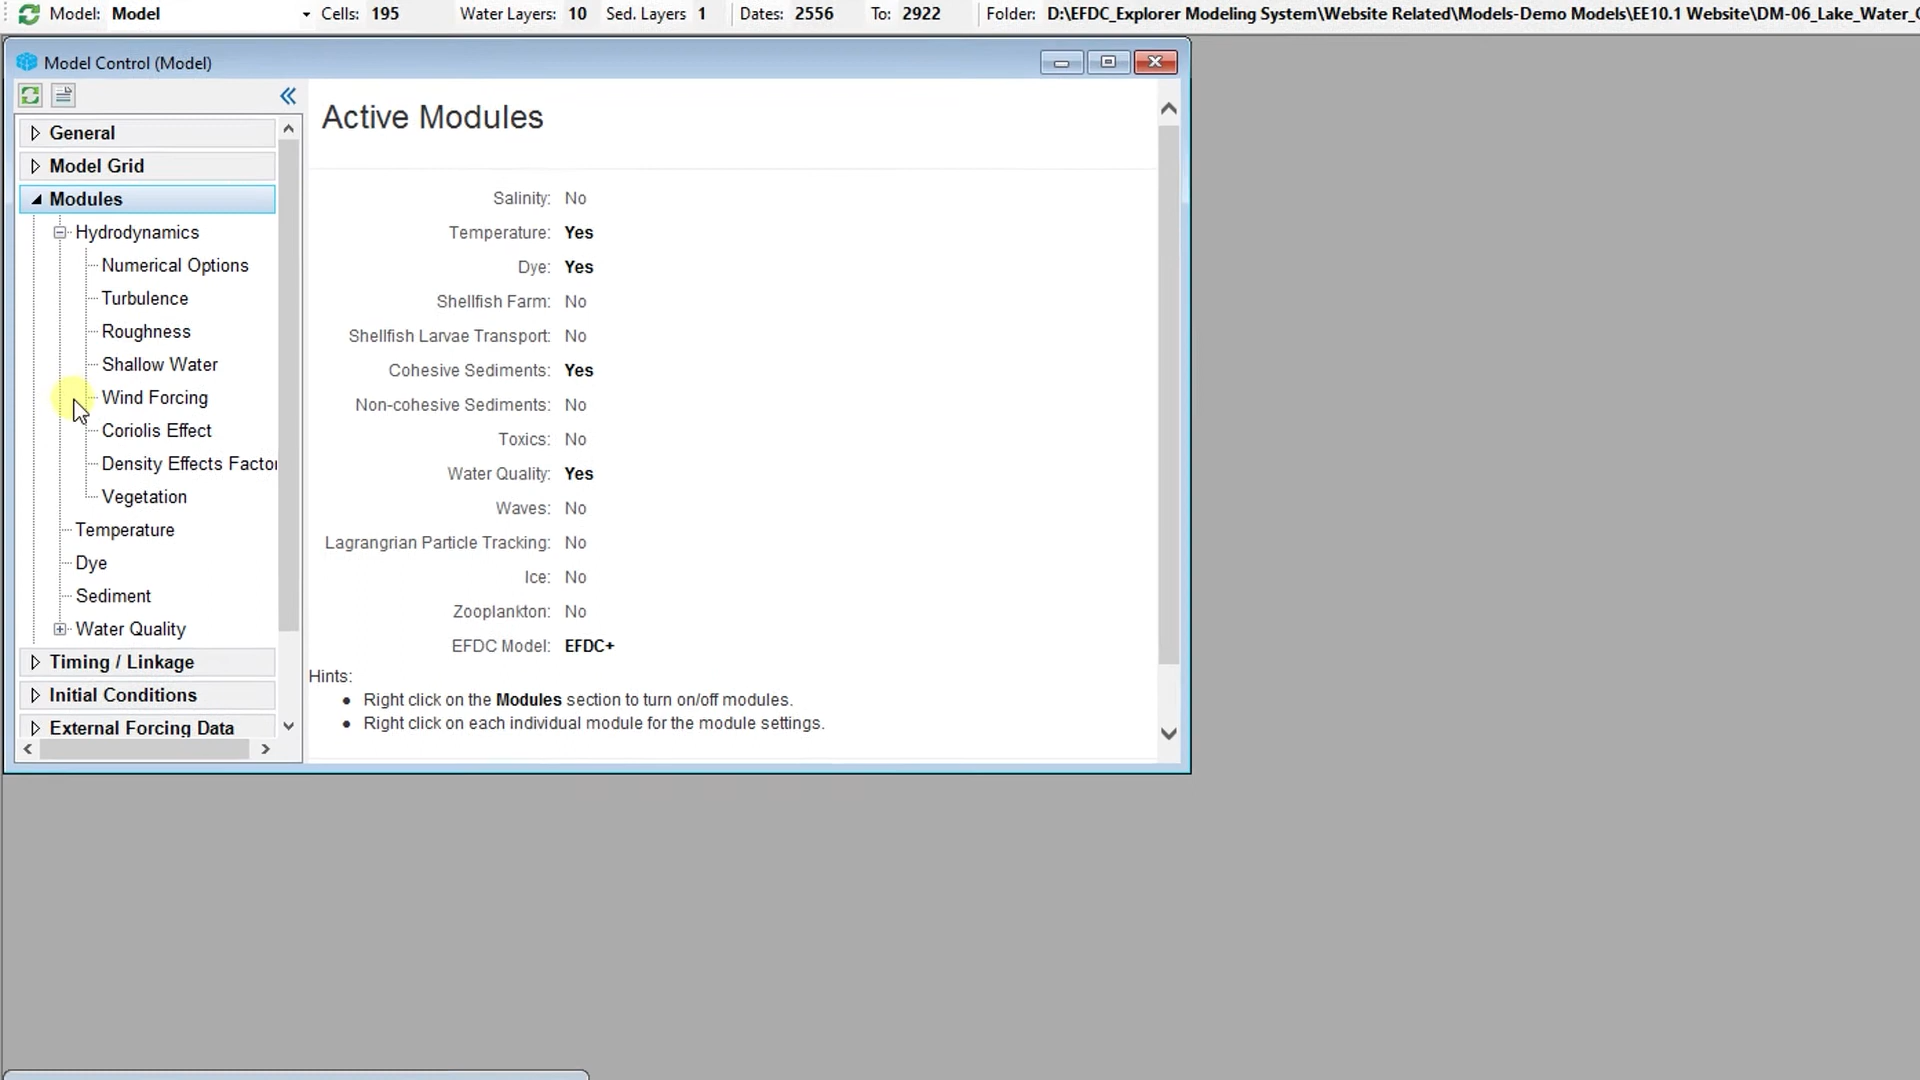 Model: Model Cells: 195 Water Layers: 10 Sed. Layers 1 Dates: 2556 To: 2922 Folder: D:\EFDC_Explorer Modeling System\Website Related\Models-Demo Models\EE10.1 Website\DM-06_Lake_Water_
Model Control (Model)
General
Model Grid
Modules
Hydrodynamics
Numerical Options
Turbulence
Roughness
Shallow Water
Wind Forcing
Coriolis Effect
Density Effects Factor
Vegetation
Temperature
Dye
Sediment
Water Quality
Timing / Linkage
Initial Conditions
External Forcing Data
Active Modules
Salinity: No
Temperature: Yes
Dye: Yes
Shellfish Farm: No
Shellfish Larvae Transport: No
Cohesive Sediments: Yes
Non-cohesive Sediments: No
Toxics: No
Water Quality: Yes
Waves: No
Lagrangrian Particle Tracking: No
Ice: No
Zooplankton: No
EFDC Model: EFDC+
Hints:
Right click on the Modules section to turn on/off modules.
Right click on each individual module for the module settings.